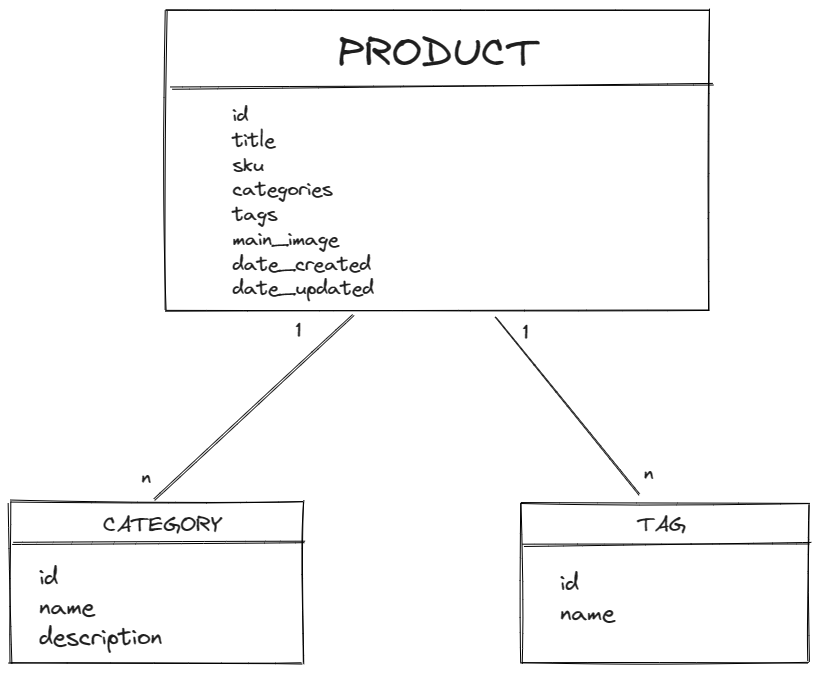 PRODUCT
id
title
sku
categories
tags
main_image
date_created
date_updated
1
1
n
n
CATEGORY
id
name
description
TAG
id
name